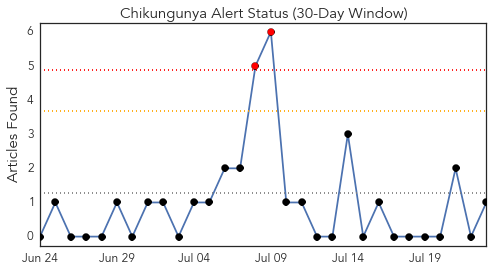 Chikungunya Alert Status (30-Day Window)
Articles Found
6
5
4
3
2
1
0
Jun 24 Jun 29 Jul 04 Jul 09 Jul 14 Jul 19